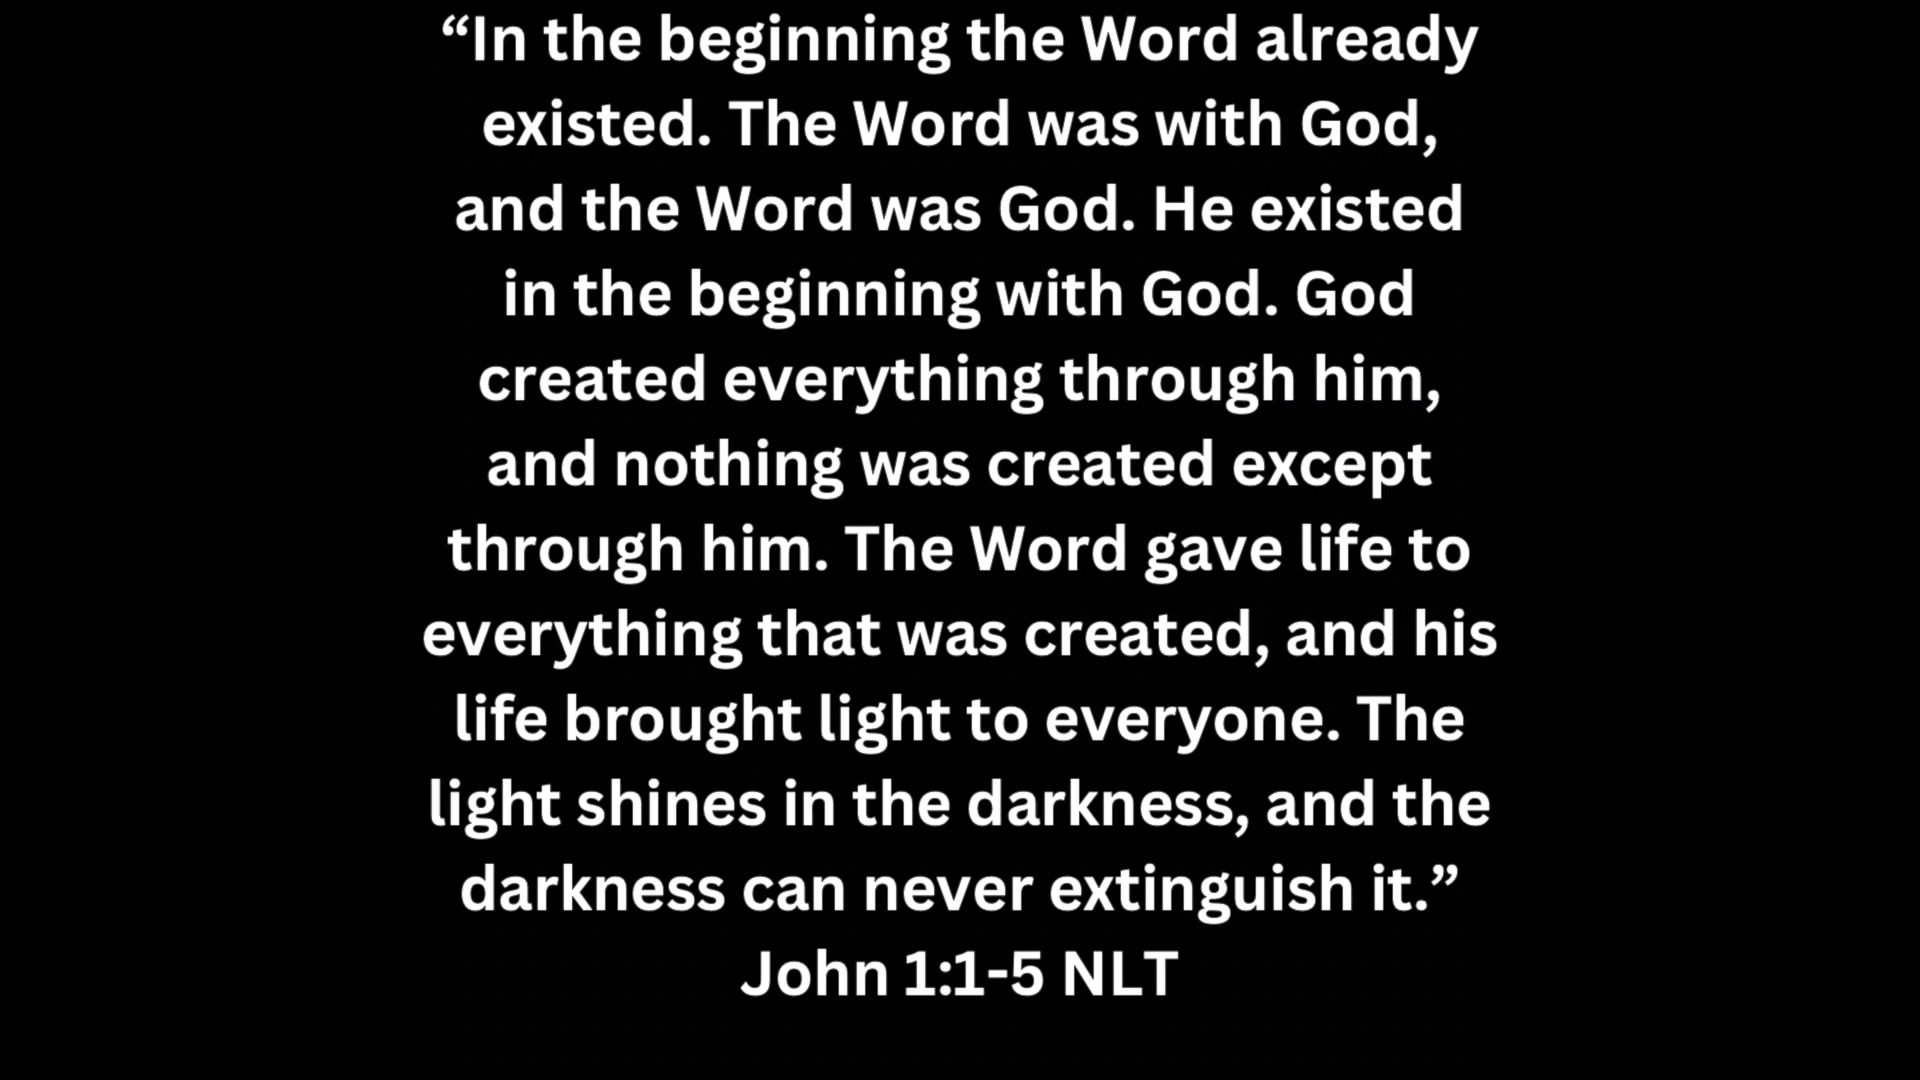 “In the beginning the Word already
existed. The Word was with God,
and the Word was God. He existed
in the beginning with God. God
created everything through him,
and nothing was created except
through him. The Word gave life to
everything that was created, and his
life brought light to everyone. The
light shines in the darkness, and the
darkness can never extinguish it.”
John 1:1-5 NLT